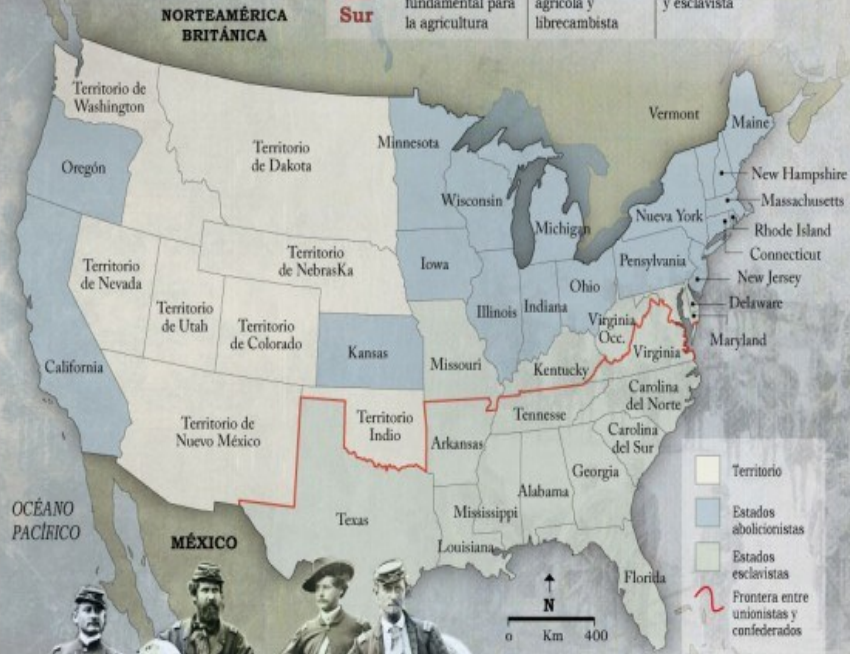 NORTEAMÉRICA
BRITÁNICA
Sur
fundamental para
la agricultura
agrícola y
librecambista
y esclavista
Territorio de
Washington
Oregón
Territorio
de Dakota
Minnesota
Wisconsin
Michigan
Vermont
Maine
New Hampshire
Massachusetts
Nueva York
Rhode Island
Connecticut
Pensylvania
New Jersey
Delaware
Maryland
Territorio
de Nevada
Territorio
de NebrasKa
Iowa
Territorio
de Utah
Territorio
de Colorado
Illinois
Indiana
Ohio
Virginia
Occ.
Virginia
California
Kansas
Missouri
Kentucky
Carolina
del Norte
Territorio de
Nuevo México
Territorio
Indio
Arkansas
Tennesse
Carolina
del Sur
Georgia
Alabama
Mississippi
Texas
Louisiana
Florida
OCÉANO
PACÍFICO
MÉXICO
Territorio
Estados
abolicionistas
Estados
esclavistas
Frontera entre
unionistas y
confederados
N
0 Km 400